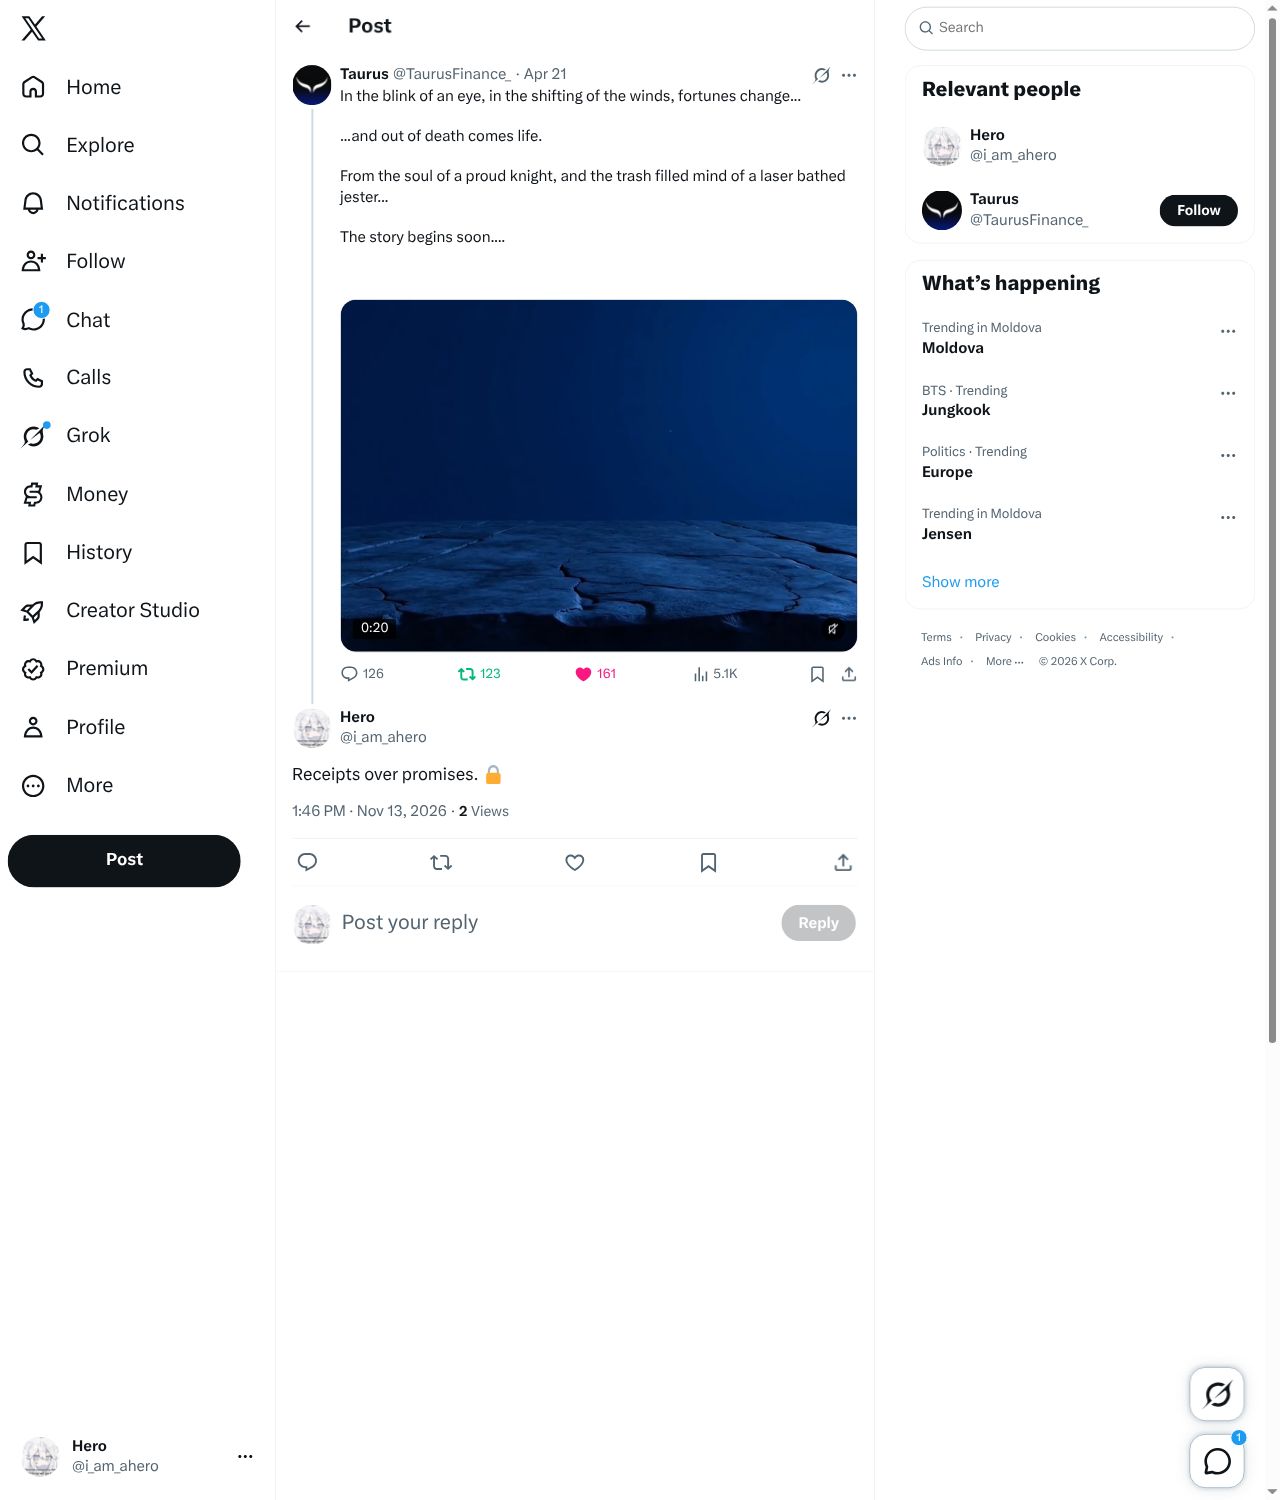 Home
Explore
Notifications
Follow
1
Chat
Calls
Grok
Money
History
Creator Studio
Premium
Profile
More
Post
Hero
@i_am_ahero
Post
Taurus @TaurusFinance_ · Apr 21
In the blink of an eye, in the shifting of the winds, fortunes change...
...and out of death comes life.
From the soul of a proud knight, and the trash filled mind of a laser bathed
jester...
The story begins soon....
0:20
126 123 161 5.1K
Hero
@i_am_ahero
Receipts over promises. 🔒
1:46 PM · Nov 13, 2026 · 2 Views
Post your reply
Reply
Search
Relevant people
Hero
@i_am_ahero
Taurus
@TaurusFinance_
Follow
What’s happening
Trending in Moldova
Moldova
BTS · Trending
Jungkook
Politics · Trending
Europe
Trending in Moldova
Jensen
Show more
Terms · Privacy · Cookies · Accessibility ·
Ads Info · More ··· © 2026 X Corp.
1